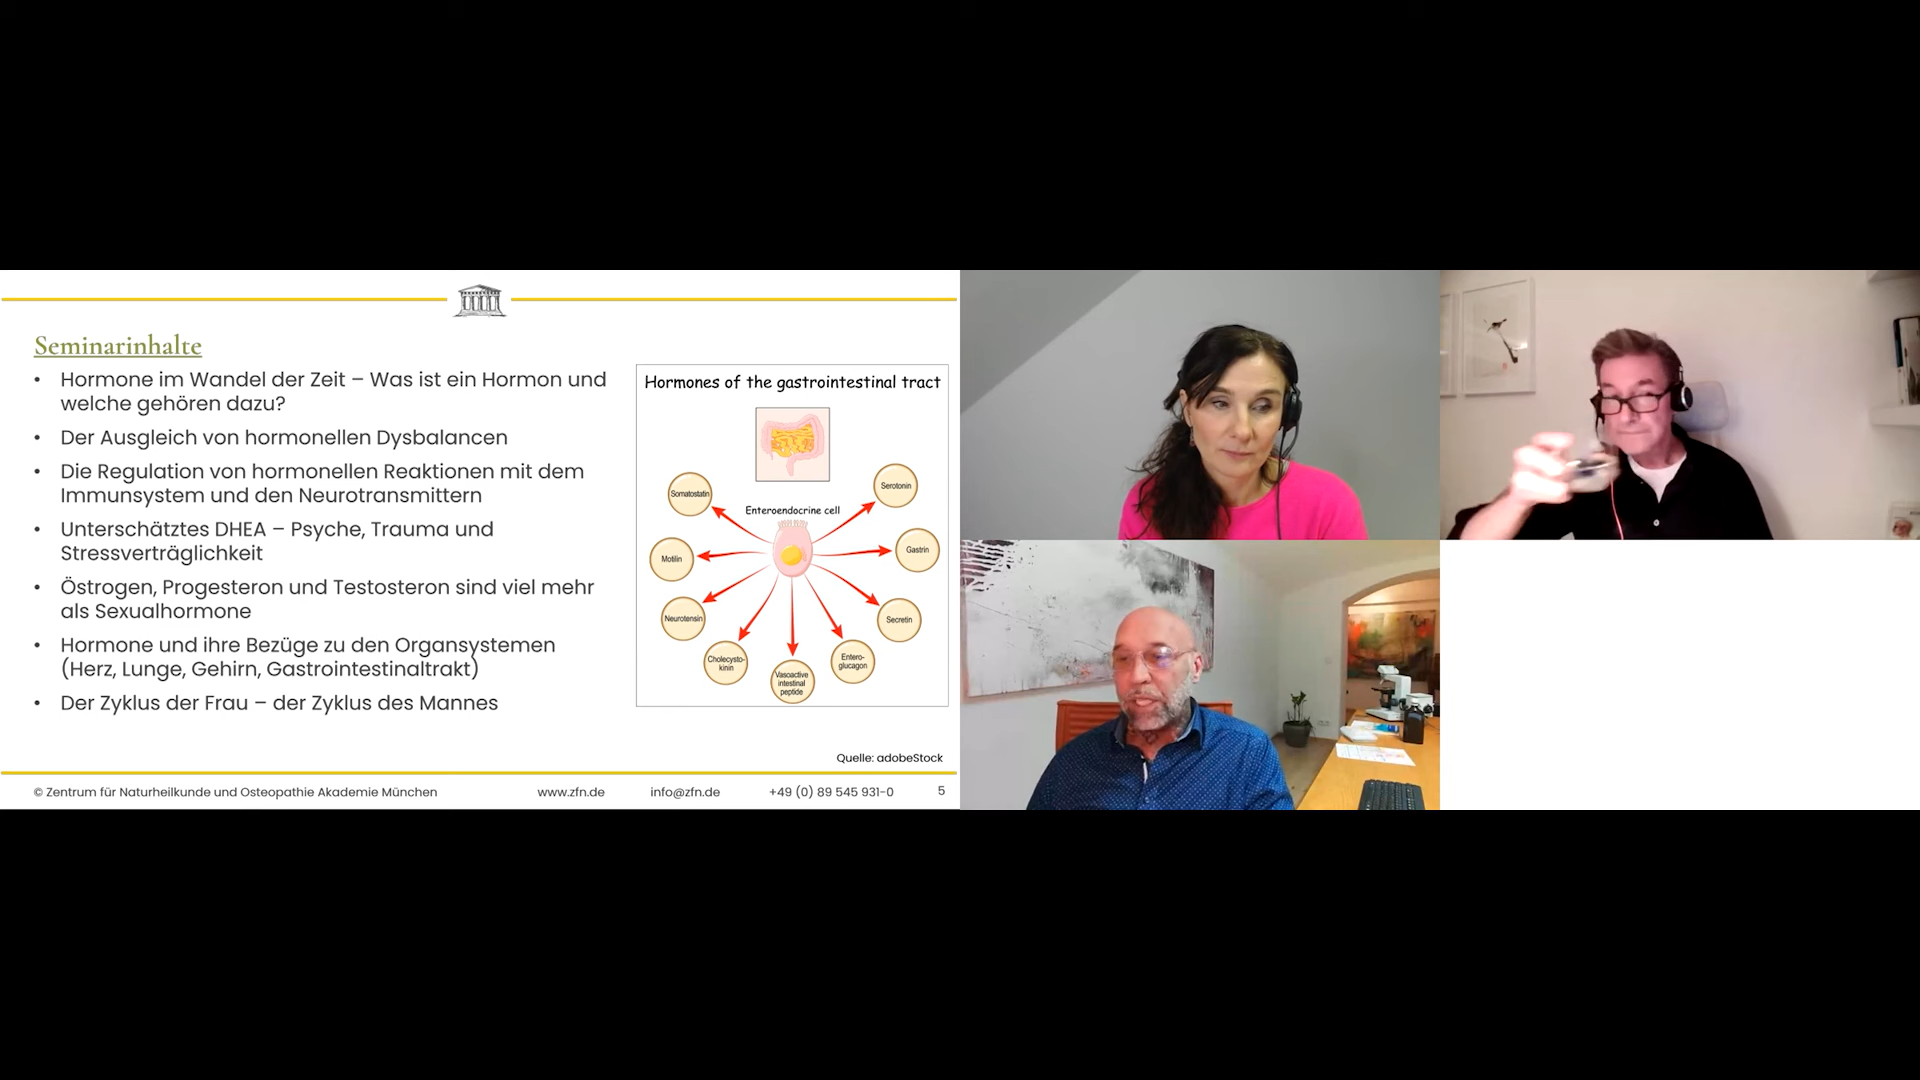 Seminarinhalte
• Hormone im Wandel der Zeit – Was ist ein Hormon und
welche gehören dazu?
• Der Ausgleich von hormonellen Dysbalancen
• Die Regulation von hormonellen Reaktionen mit dem
Immunsystem und den Neurotransmittern
• Unterschätztes DHEA – Psyche, Trauma und
Stressverträglichkeit
• Östrogen, Progesteron und Testosteron sind viel mehr
als Sexualhormone
• Hormone und ihre Bezüge zu den Organsystemen
(Herz, Lunge, Gehirn, Gastrointestinaltrakt)
• Der Zyklus der Frau – der Zyklus des Mannes
Hormones of the gastrointestinal tract
Enteroendocrine cell
Somatostatin
Serotonin
Motilin
Gastrin
Neurotensin
Secretin
Cholecysto-
kinin
Vasoactive
intestinal
peptide
Entero-
glucagon
Quelle: adobeStock
© Zentrum für Naturheilkunde und Osteopathie Akademie München
www.zfn.de
info@zfn.de
+49 (0) 89 545 931-0
5